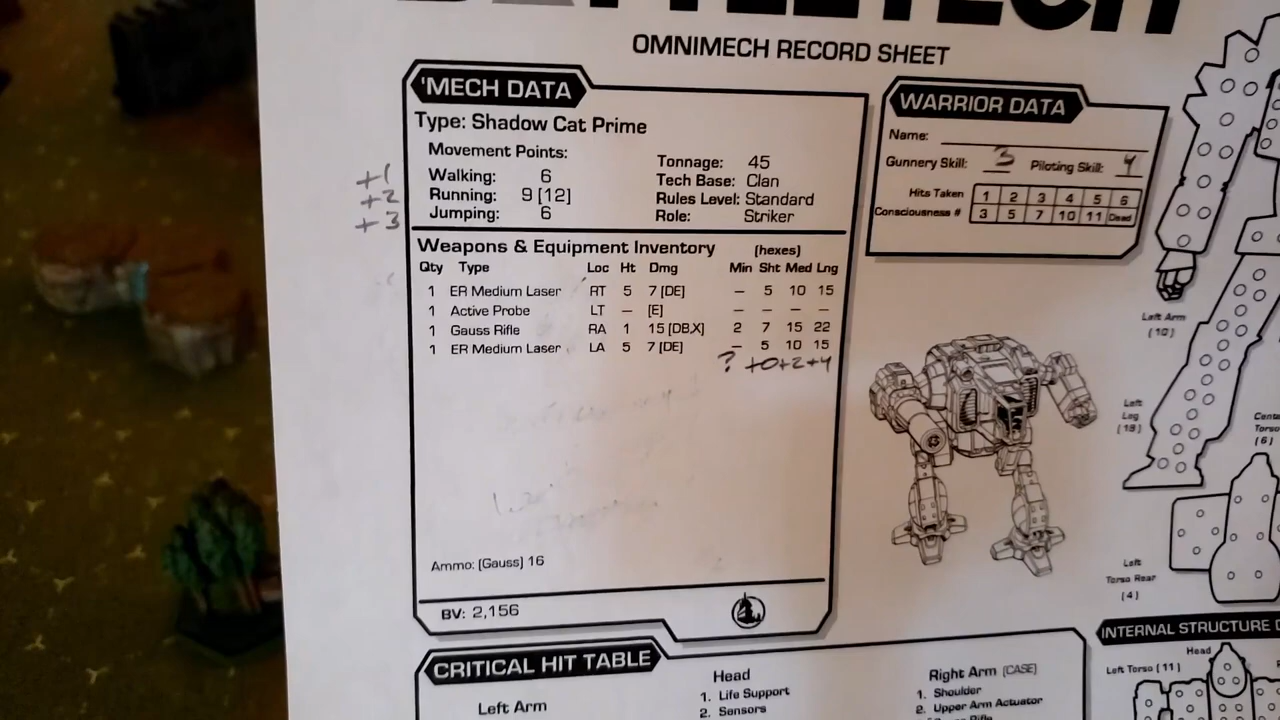 BATTLETECH
OMNIMECH RECORD SHEET
'MECH DATA
Type: Shadow Cat Prime
Movement Points:
+1 Walking: 6
+2 Running: 9 [12]
+3 Jumping: 6
Tonnage: 45
Tech Base: Clan
Rules Level: Standard
Role: Striker
Weapons & Equipment Inventory (hexes)
Qty Type Loc Ht Dmg Min Sht Med Lng
1 ER Medium Laser RT 5 7 [DE] – 5 10 15
1 Active Probe LT – [E] – – – –
1 Gauss Rifle RA 1 15 [DB,X] 2 7 15 22
1 ER Medium Laser LA 5 7 [DE] – 5 10 15
? +0 +2 +4
Ammo: (Gauss) 16
BV: 2,156
WARRIOR DATA
Name:
Gunnery Skill: 3 Piloting Skill: 4
Hits Taken 1 2 3 4 5 6
Consciousness # 3 5 7 10 11 Dead
Left Arm
(10)
Left
Leg
(18)
Left
Torso Rear
(4)
(6)
CRITICAL HIT TABLE
Left Arm
Head
1. Life Support
2. Sensors
Right Arm (CASE)
1. Shoulder
2. Upper Arm Actuator
INTERNAL STRUCTURE D
Head
Left Torso (11)